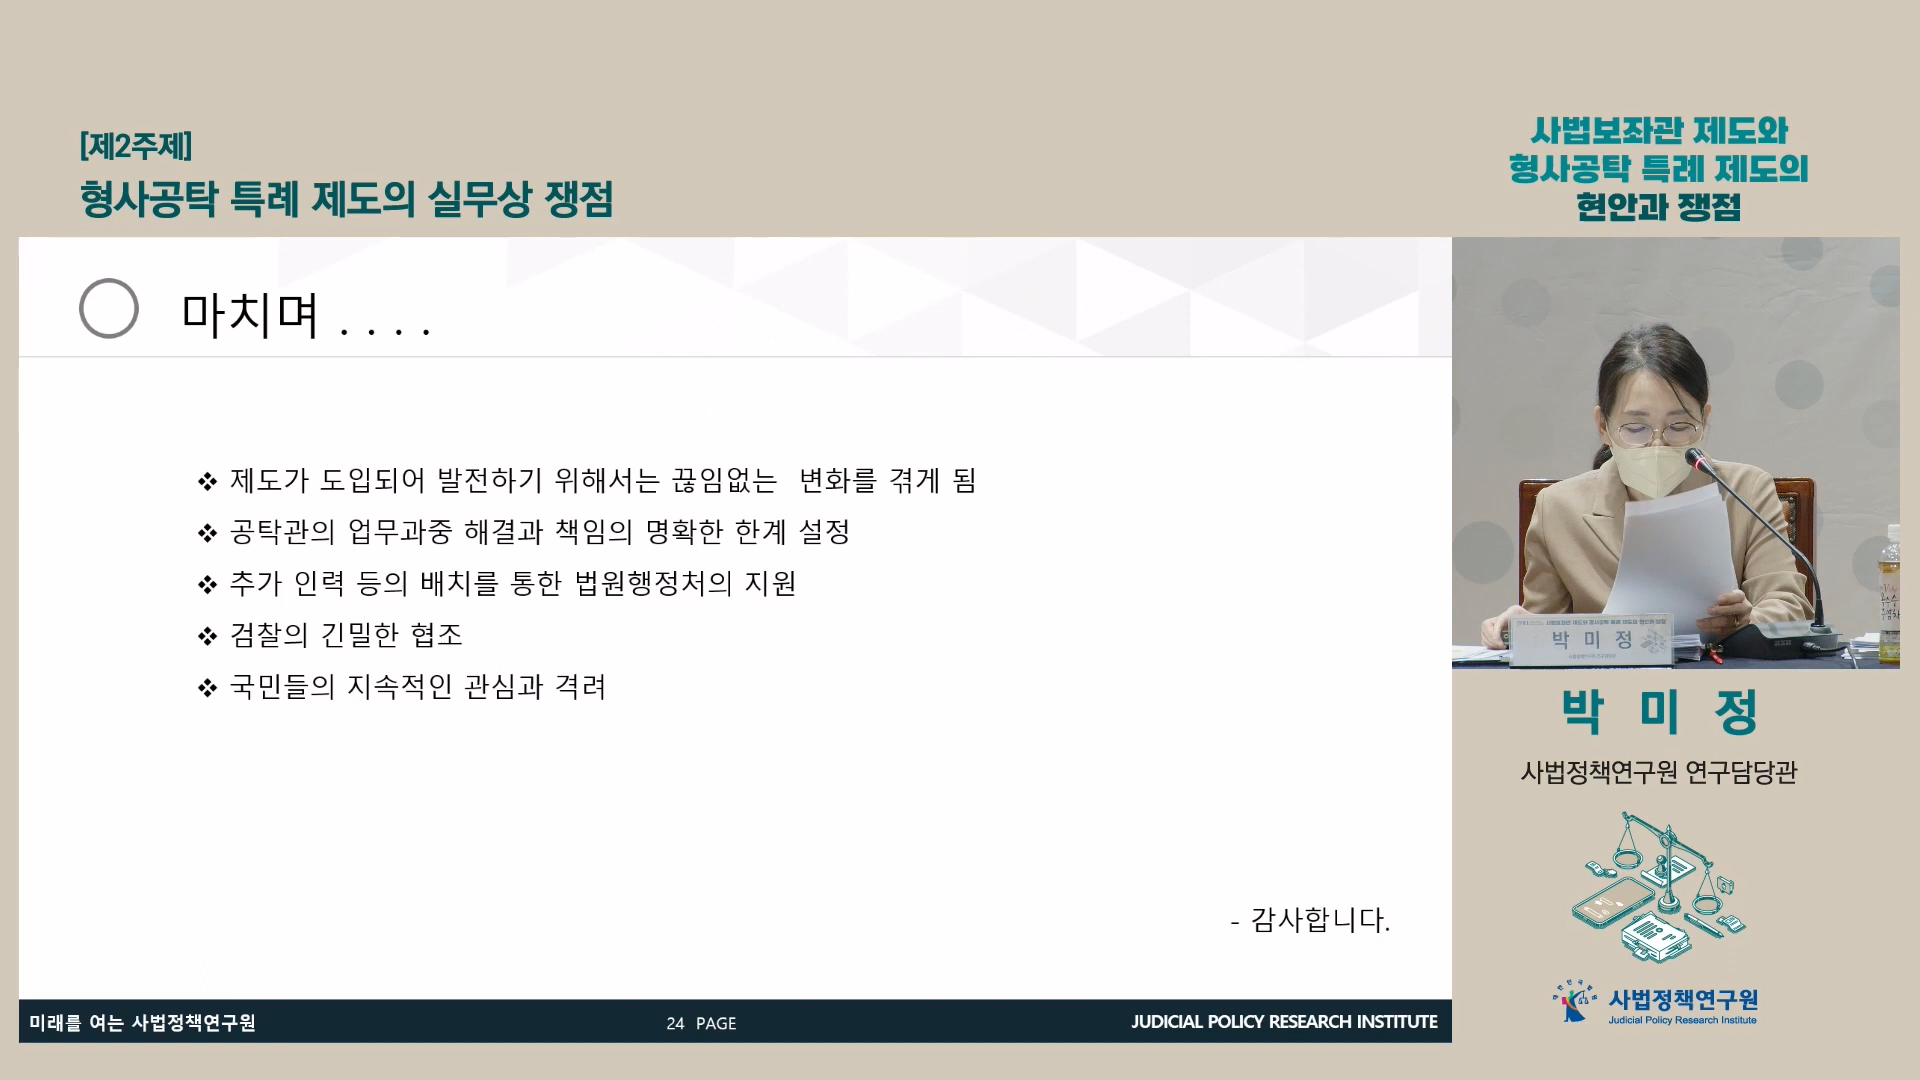 [제2주제]
형사공탁 특례 제도의 실무상 쟁점
사법보좌관 제도와
형사공탁 특례 제도의
현안과 쟁점
마치며 . . . .
❖ 제도가 도입되어 발전하기 위해서는 끊임없는 변화를 겪게 됨
❖ 공탁관의 업무과중 해결과 책임의 명확한 한계 설정
❖ 추가 인력 등의 배치를 통한 법원행정처의 지원
❖ 검찰의 긴밀한 협조
❖ 국민들의 지속적인 관심과 격려
- 감사합니다.
미래를 여는 사법정책연구원
24 PAGE
JUDICIAL POLICY RESEARCH INSTITUTE
박 미 정
박 미 정
사법정책연구원 연구담당관
사법정책연구원
Judicial Policy Research Institute